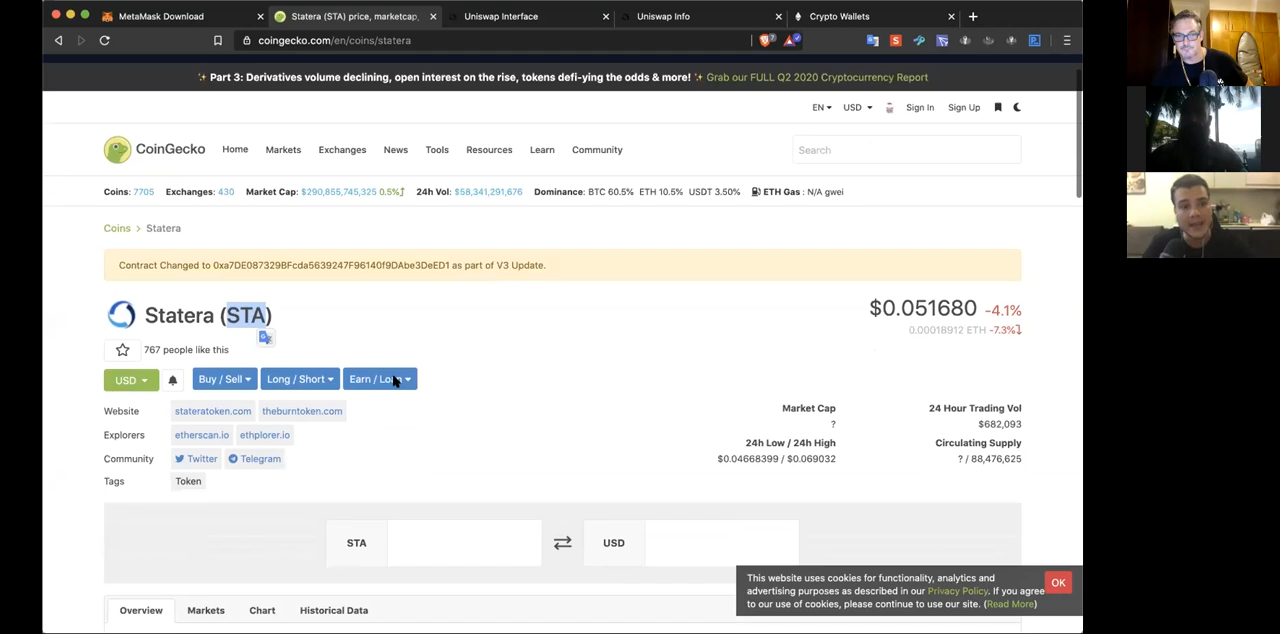 MetaMask Download
Statera (STA) price, marketcap,
Uniswap Interface
Uniswap Info
Crypto Wallets
coingecko.com/en/coins/statera
✨ Part 3: Derivatives volume declining, open interest on the rise, tokens defi-ying the odds & more! ✨ Grab our FULL Q2 2020 Cryptocurrency Report
EN USD Sign In Sign Up
CoinGecko Home Markets Exchanges News Tools Resources Learn Community Search
Coins: 7705 Exchanges: 430 Market Cap: $290,855,745,325 0.5% 24h Vol: $58,341,291,676 Dominance: BTC 60.5% ETH 10.5% USDT 3.50% ETH Gas : N/A gwei
Coins > Statera
Contract Changed to 0xa7DE087329BFcda5639247F96140f9DAbe3DeED1 as part of V3 Update.
Statera (STA)
$0.051680 -4.1%
0.00018912 ETH -7.3%
767 people like this
USD Buy / Sell Long / Short Earn /
Website stateratoken.com theburntoken.com
Explorers etherscan.io ethplorer.io
Community Twitter Telegram
Tags Token
Market Cap
?
24 Hour Trading Vol
$682,093
24h Low / 24h High
$0.04668399 / $0.069032
Circulating Supply
? / 88,476,625
STA USD
This website uses cookies for functionality, analytics and
advertising purposes as described in our Privacy Policy. If you agree
to our use of cookies, please continue to use our site. (Read More)
OK
Overview Markets Chart Historical Data